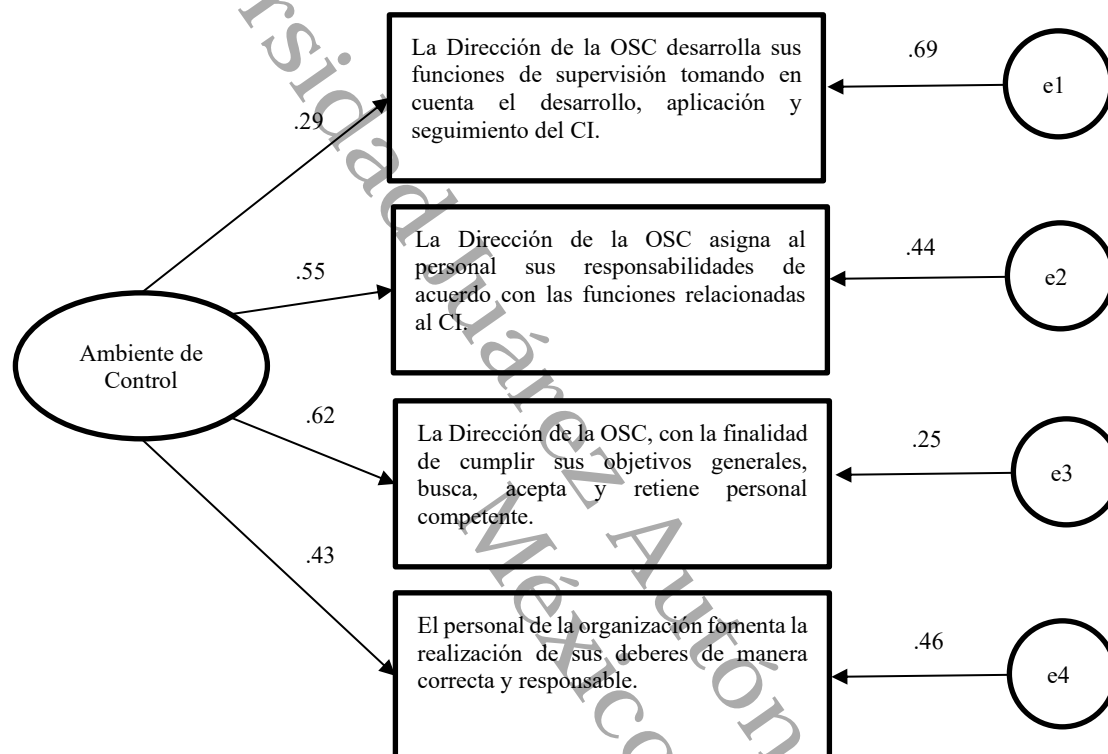 La Dirección de la OSC desarrolla sus
funciones de supervisión tomando en
cuenta el desarrollo, aplicación y
seguimiento del CI.
.69
e1
.29
La Dirección de la OSC asigna al
personal sus responsabilidades de
acuerdo con las funciones relacionadas
al CI.
.44
e2
.55
Ambiente de
Control
.62
La Dirección de la OSC, con la finalidad
de cumplir sus objetivos generales,
busca, acepta y retiene personal
competente.
.25
e3
.43
El personal de la organización fomenta la
realización de sus deberes de manera
correcta y responsable.
.46
e4
rsidad Juárez Autón
México